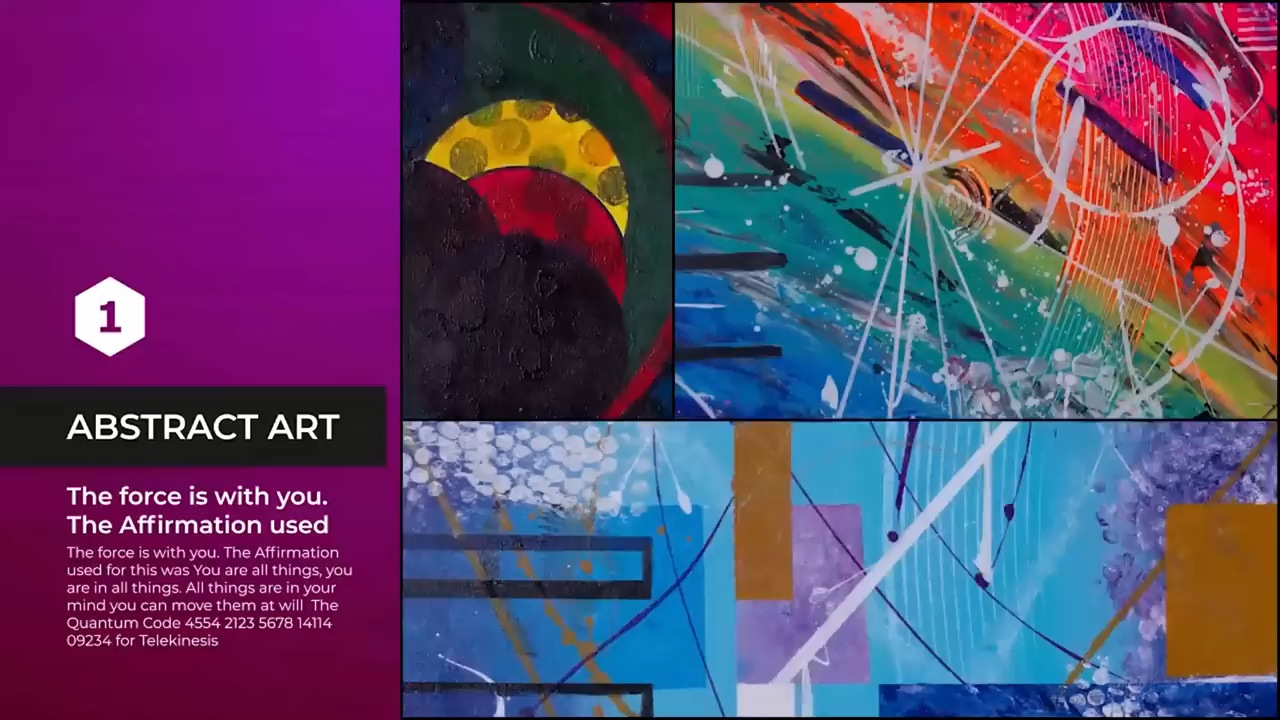 1
ABSTRACT ART
The force is with you.
The Affirmation used
The force is with you. The Affirmation
used for this was You are all things, you
are in all things. All things are in your
mind you can move them at will  The
Quantum Code 4554 2123 5678 14114
09234 for Telekinesis